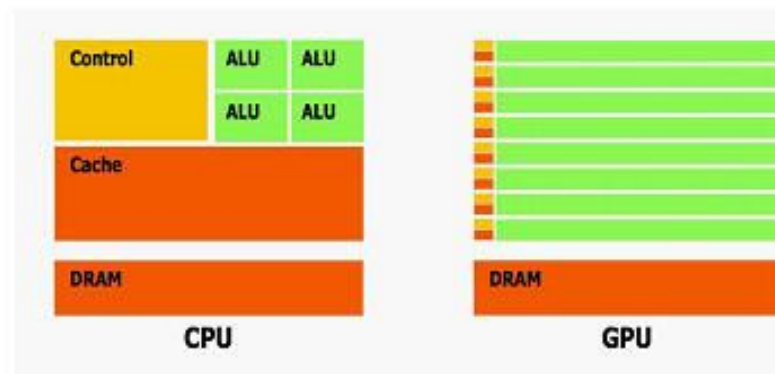 Control
ALU ALU
ALU ALU
Cache
DRAM
CPU
DRAM
GPU